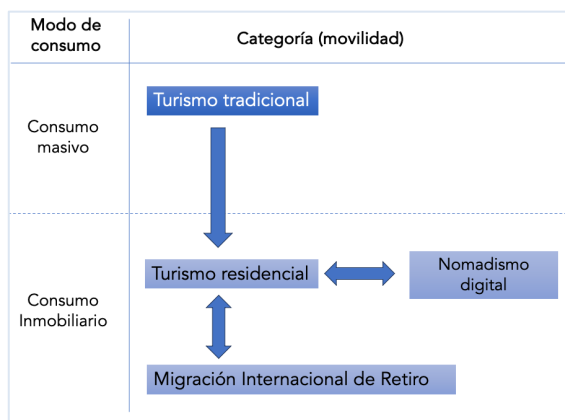 Modo de
consumo
Categoría (movilidad)
Consumo
masivo
Turismo tradicional
Consumo
Inmobiliario
Turismo residencial
Nomadismo
digital
Migración Internacional de Retiro